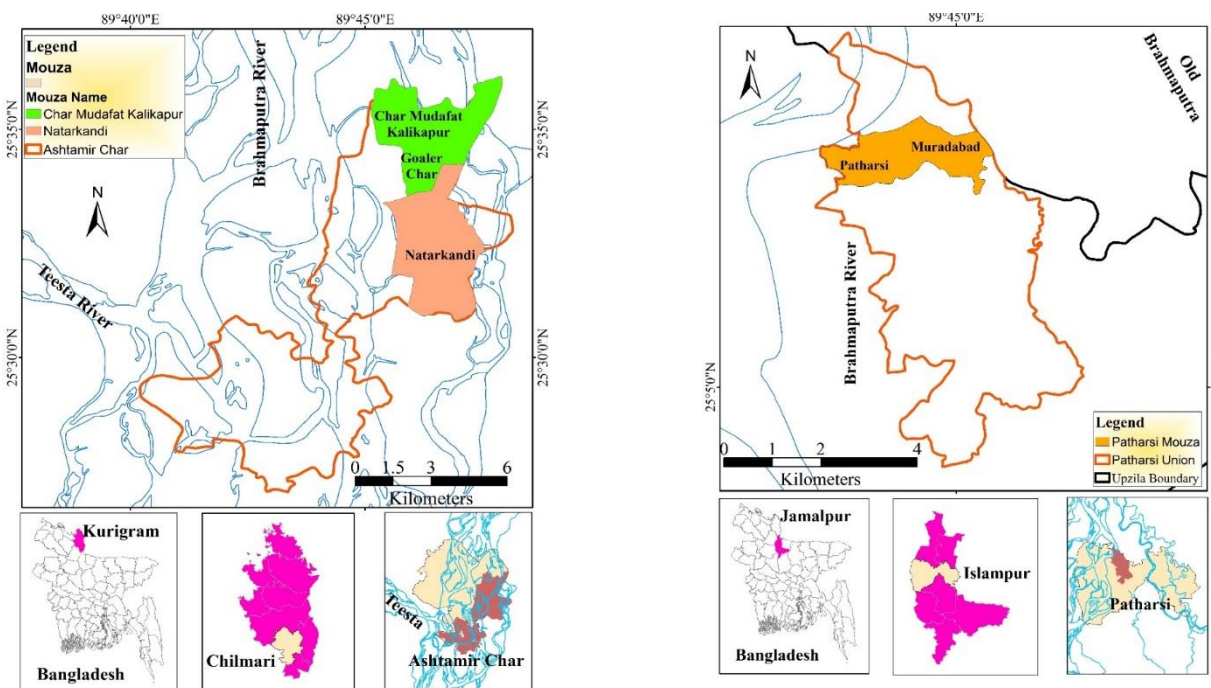 89°40'0"E
89°45'0"E
Legend
Mouza
Mouza Name
Char Mudafat Kalikapur
Natarkandi
Ashtamir Char
N
Brahmaputra River
Teesta River
Char Mudafat
Kalikapur
Goaler
Char
Natarkandi
25°35'0"N
25°30'0"N
25°35'0"N
25°30'0"N
0 1.5 3 6
Kilometers
Kurigram
Bangladesh
Chilmari
Teesta
Ashtamir Char
89°45'0"E
N
Old
Brahmaputra
Muradabad
Patharsi
Brahmaputra River
25°5'0"N
25°5'0"N
0 1 2 4
Kilometers
Legend
Patharsi Mouza
Patharsi Union
Upzila Boundary
Jamalpur
Bangladesh
Islampur
Patharsi